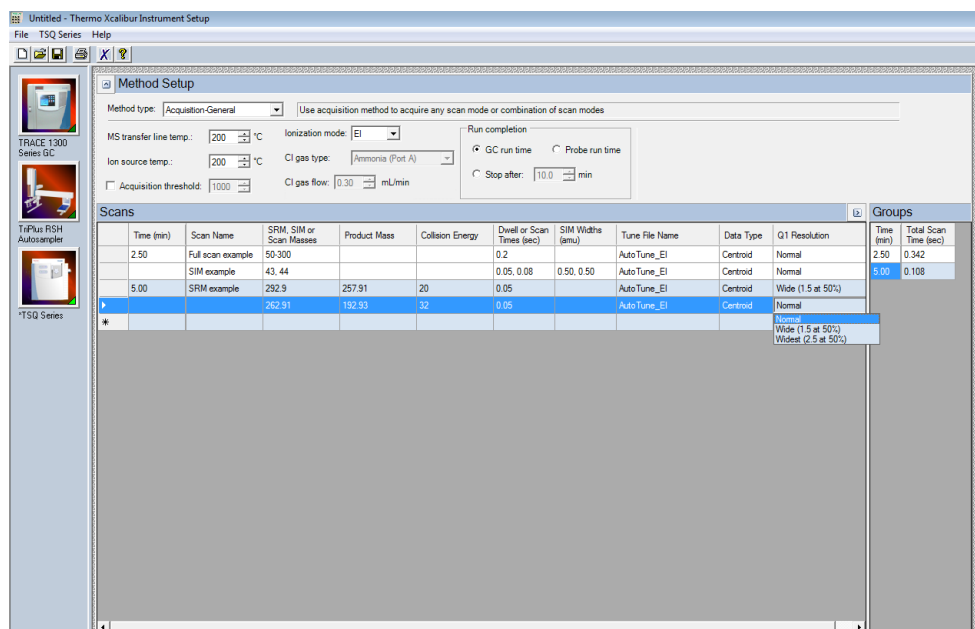 Untitled - Thermo Xcalibur Instrument Setup
File TSQ Series Help
TRACE 1300
Series GC
TriPlus RSH
Autosampler
*TSQ Series
Method Setup
Method type: Acquisition-General Use acquisition method to acquire any scan mode or combination of scan modes
MS transfer line temp.: 200 °C Ionization mode: EI
Ion source temp.: 200 °C CI gas type: Ammonia (Port A)
Acquisition threshold: 1000 CI gas flow: 0.30 mL/min
Run completion
GC run time Probe run time
Stop after: 10.0 min
Scans
Time (min) Scan Name SRM, SIM or Scan Masses Product Mass Collision Energy Dwell or Scan Times (sec) SIM Widths (amu) Tune File Name Data Type Q1 Resolution
2.50 Full scan example 50-300 0.2 AutoTune_EI Centroid Normal
SIM example 43, 44 0.05, 0.08 0.50, 0.50 AutoTune_EI Centroid Normal
5.00 SRM example 292.9 257.91 20 0.05 AutoTune_EI Centroid Wide (1.5 at 50%)
262.91 192.93 32 0.05 AutoTune_EI Centroid Normal
Normal
Wide (1.5 at 50%)
Widest (2.5 at 50%)
Groups
Time (min) Total Scan Time (sec)
2.50 0.342
5.00 0.108